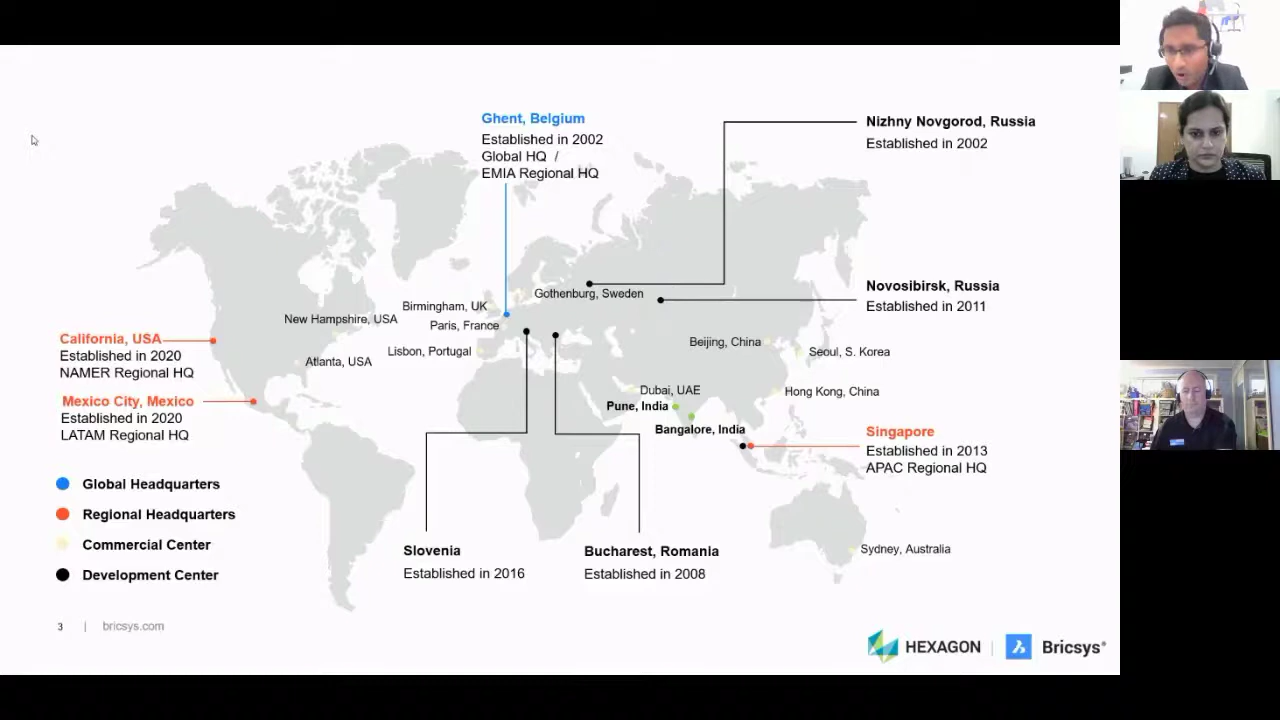 Ghent, Belgium
Established in 2002
Global HQ /
EMIA Regional HQ
Nizhny Novgorod, Russia
Established in 2002
Gothenburg, Sweden
Novosibirsk, Russia
Established in 2011
Birmingham, UK
New Hampshire, USA
Paris, France
California, USA
Established in 2020
NAMER Regional HQ
Atlanta, USA
Lisbon, Portugal
Beijing, China
Seoul, S. Korea
Dubai, UAE
Hong Kong, China
Mexico City, Mexico
Established in 2020
LATAM Regional HQ
Pune, India
Bangalore, India
Singapore
Established in 2013
APAC Regional HQ
Global Headquarters
Regional Headquarters
Commercial Center
Development Center
Slovenia
Established in 2016
Bucharest, Romania
Established in 2008
Sydney, Australia
3 | bricsys.com
HEXAGON | Bricsys®